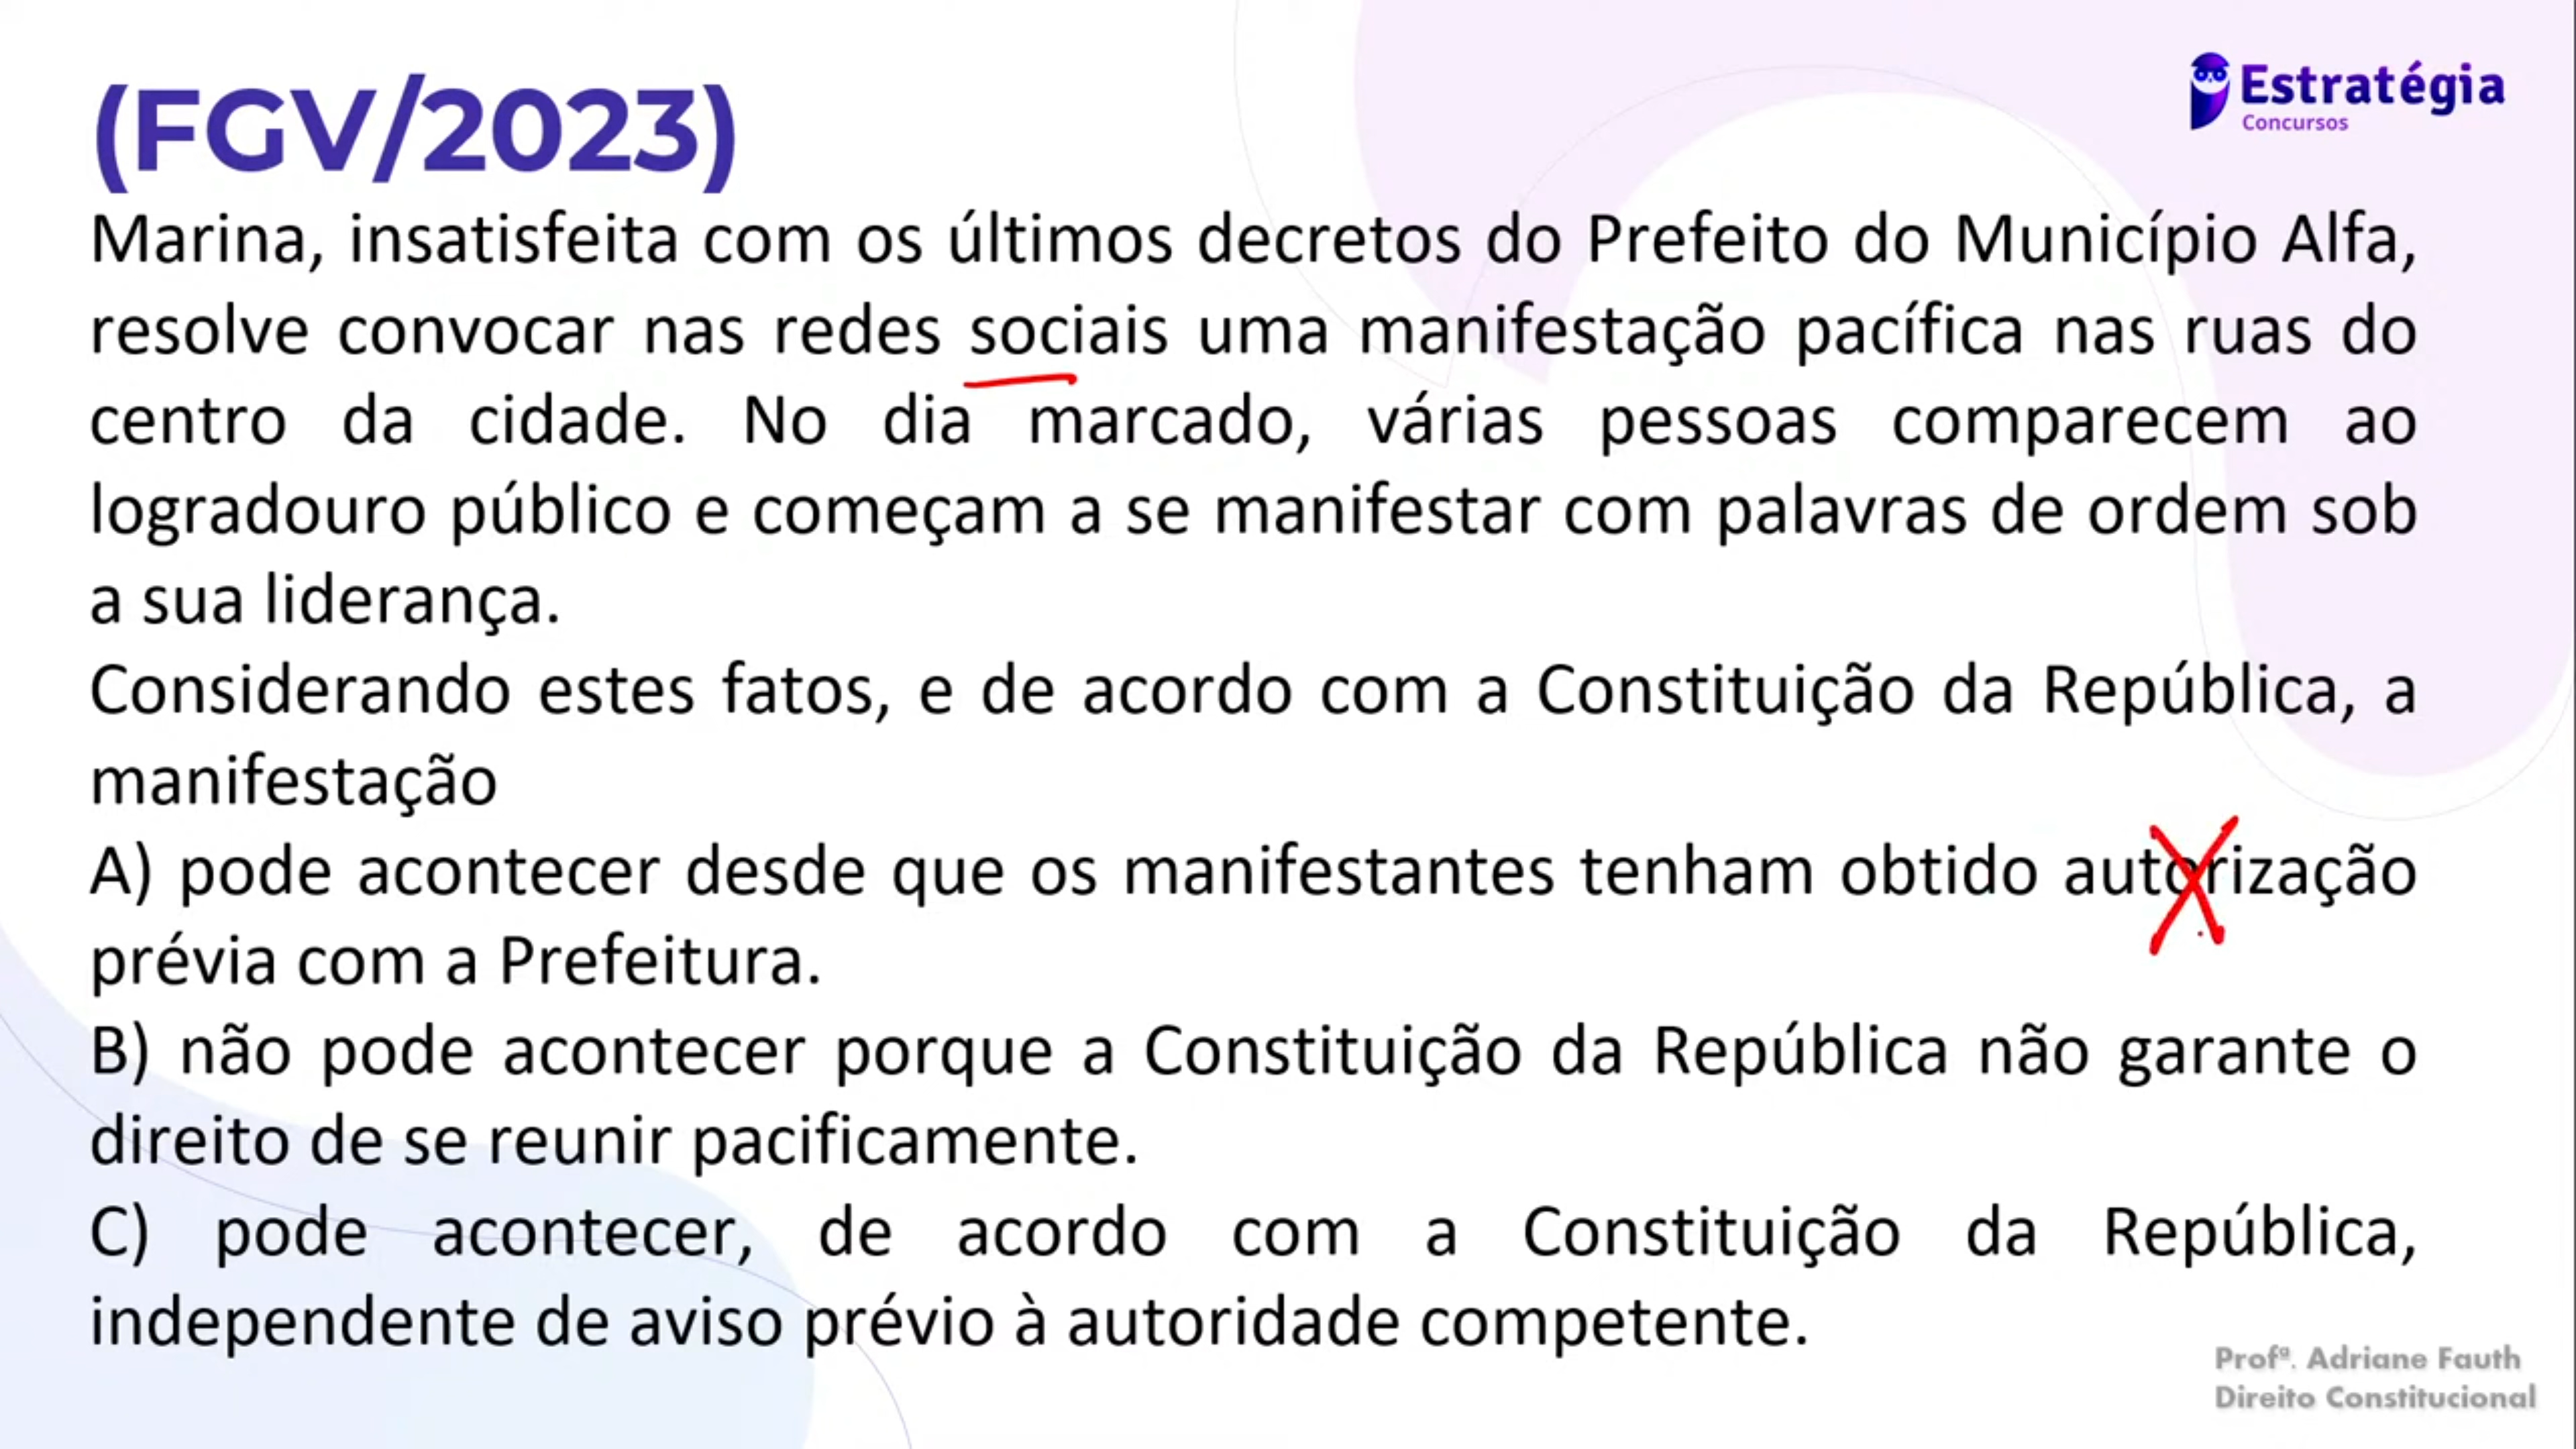 (FGV/2023)
Estratégia
Concursos
Marina, insatisfeita com os últimos decretos do Prefeito do Município Alfa,
resolve convocar nas redes sociais uma manifestação pacífica nas ruas do
centro da cidade. No dia marcado, várias pessoas comparecem ao
logradouro público e começam a se manifestar com palavras de ordem sob
a sua liderança.
Considerando estes fatos, e de acordo com a Constituição da República, a
manifestação
A) pode acontecer desde que os manifestantes tenham obtido autorização
prévia com a Prefeitura.
B) não pode acontecer porque a Constituição da República não garante o
direito de se reunir pacificamente.
C) pode acontecer, de acordo com a Constituição da República,
independente de aviso prévio à autoridade competente.
Profª. Adriane Fauth
Direito Constitucional